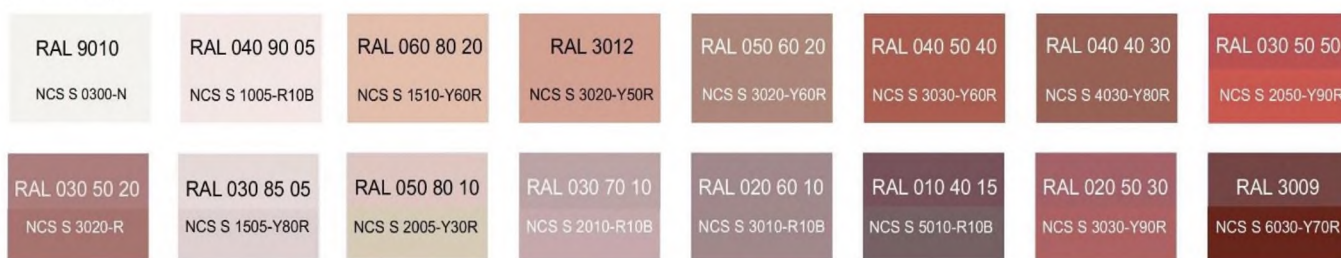 RAL 9010
NCS S 0300-N
RAL 040 90 05
NCS S 1005-R10B
RAL 060 80 20
NCS S 1510-Y60R
RAL 3012
NCS S 3020-Y50R
RAL 050 60 20
NCS S 3020-Y60R
RAL 040 50 40
NCS S 3030-Y60R
RAL 040 40 30
NCS S 4030-Y80R
RAL 030 50 50
NCS S 2050-Y90R
RAL 030 50 20
NCS S 3020-R
RAL 030 85 05
NCS S 1505-Y80R
RAL 050 80 10
NCS S 2005-Y30R
RAL 030 70 10
NCS S 2010-R10B
RAL 020 60 10
NCS S 3010-R10B
RAL 010 40 15
NCS S 5010-R10B
RAL 020 50 30
NCS S 3030-Y90R
RAL 3009
NCS S 6030-Y70R